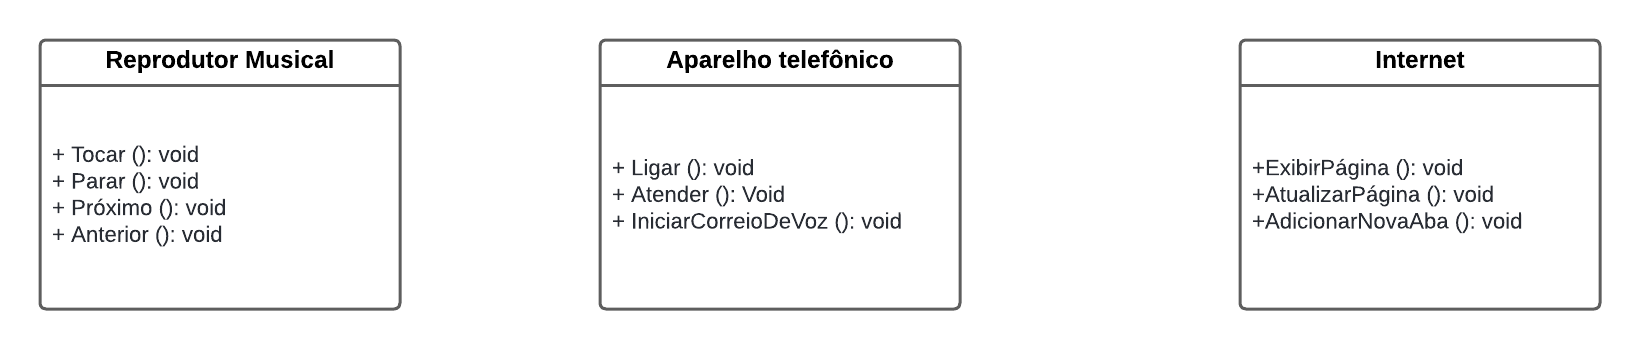 Reprodutor Musical
+ Tocar (): void
+ Parar (): void
+ Próximo (): void
+ Anterior (): void
Aparelho telefônico
+ Ligar (): void
+ Atender (): Void
+ IniciarCorreioDeVoz (): void
Internet
+ExibirPágina (): void
+AtualizarPágina (): void
+AdicionarNovaAba (): void